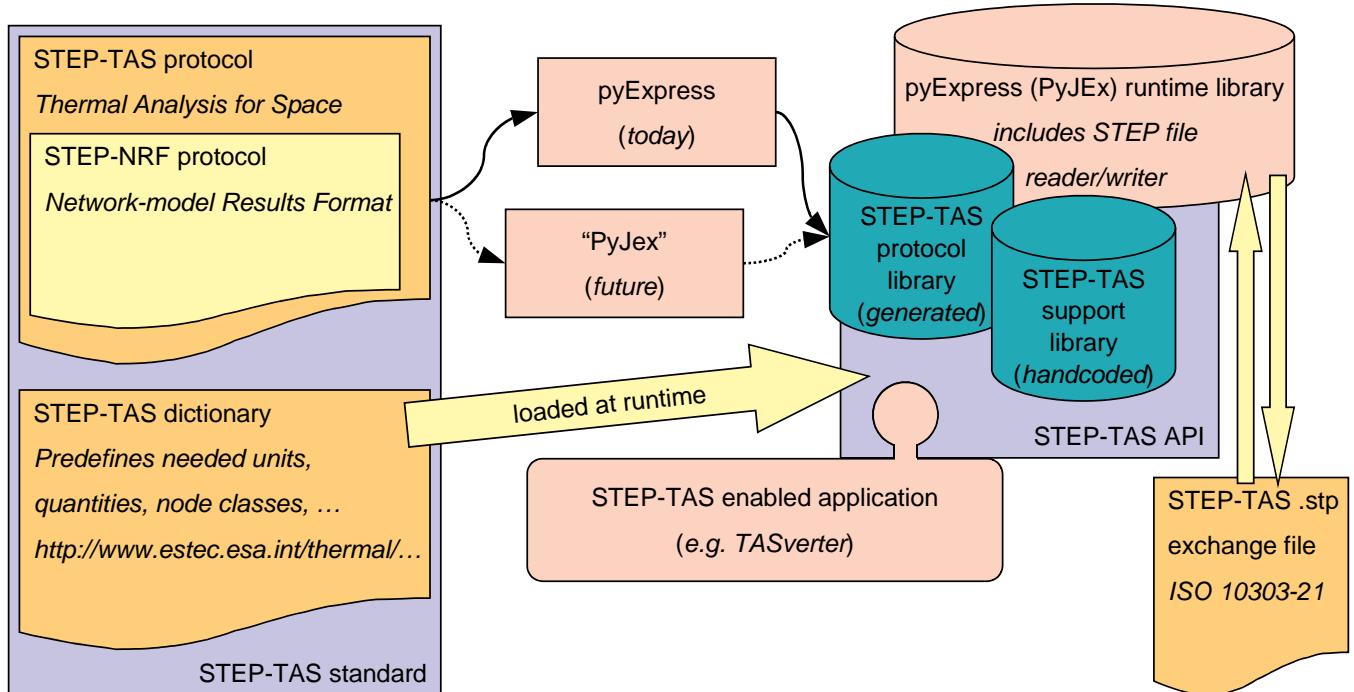 STEP-TAS protocol
Thermal Analysis for Space
STEP-NRF protocol
Network-model Results Format
STEP-TAS dictionary
Predefines needed units,
quantities, node classes, …
http://www.estec.esa.int/thermal/…
STEP-TAS standard
pyExpress
(today)
“PyJex”
(future)
loaded at runtime
pyExpress (PyJEx) runtime library
includes STEP file
reader/writer
STEP-TAS
protocol
library
(generated)
STEP-TAS
support
library
(handcoded)
STEP-TAS API
STEP-TAS enabled application
(e.g. TASverter)
STEP-TAS .stp
exchange file
ISO 10303-21